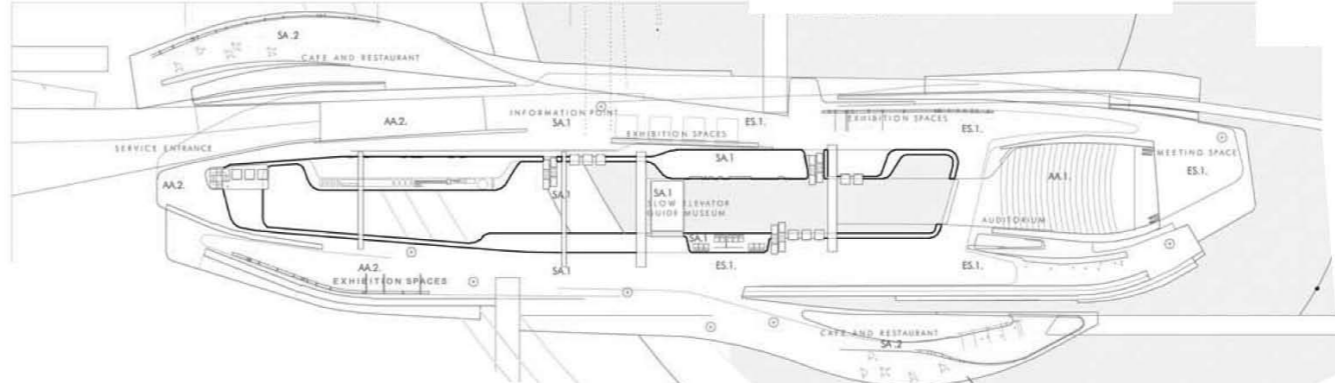 SA .2
CAFE AND RESTAURANT
AA.2.
INFORMATION POINT
SA.1
ES.1.
EXHIBITION SPACES
EXHIBITION SPACES
ES.1.
SERVICE ENTRANCE
MEETING SPACE
SA.1
AA.2.
ES.1.
AA.1.
SA.1
SA.1
SLOW ELEVATOR
GUIDE MUSEUM
AUDITORIUM
SA.1
AA.2.
SA.1
ES.1.
ES.1.
EXHIBITION SPACES
CAFE AND RESTAURANT
SA .2